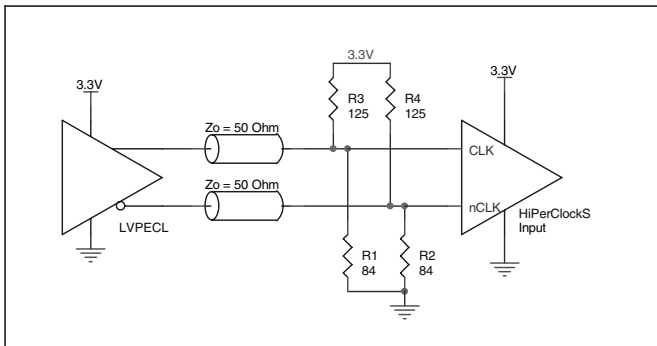 3.3V
3.3V
3.3V
R3
125
R4
125
Zo = 50 Ohm
CLK
Zo = 50 Ohm
nCLK
LVPECL
HiPerClockS
Input
R1
84
R2
84